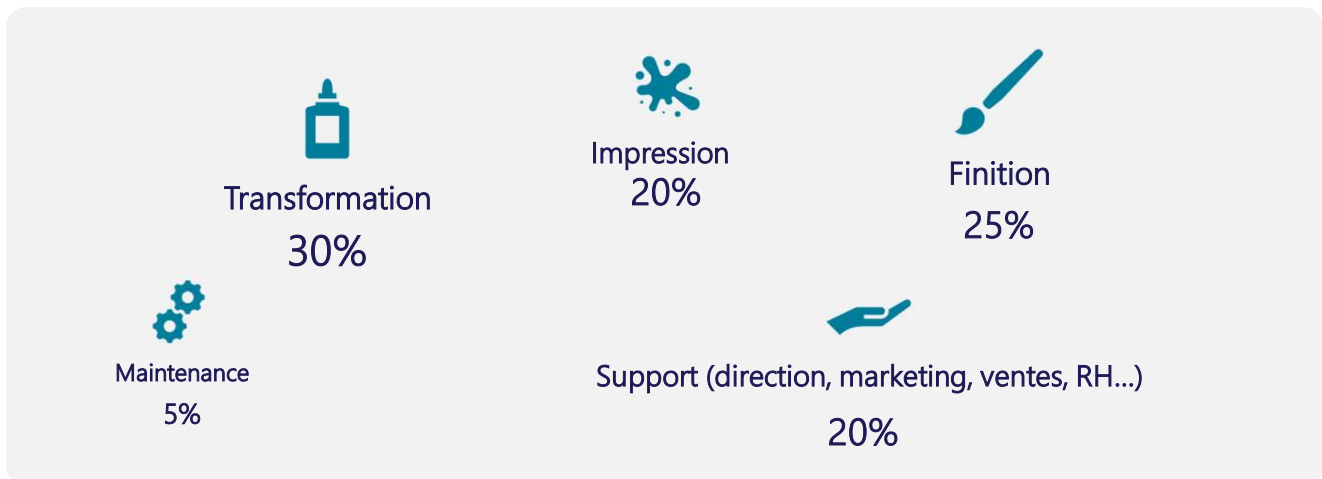 Transformation
30%
Impression
20%
Finition
25%
Maintenance
5%
Support (direction, marketing, ventes, RH...)
20%